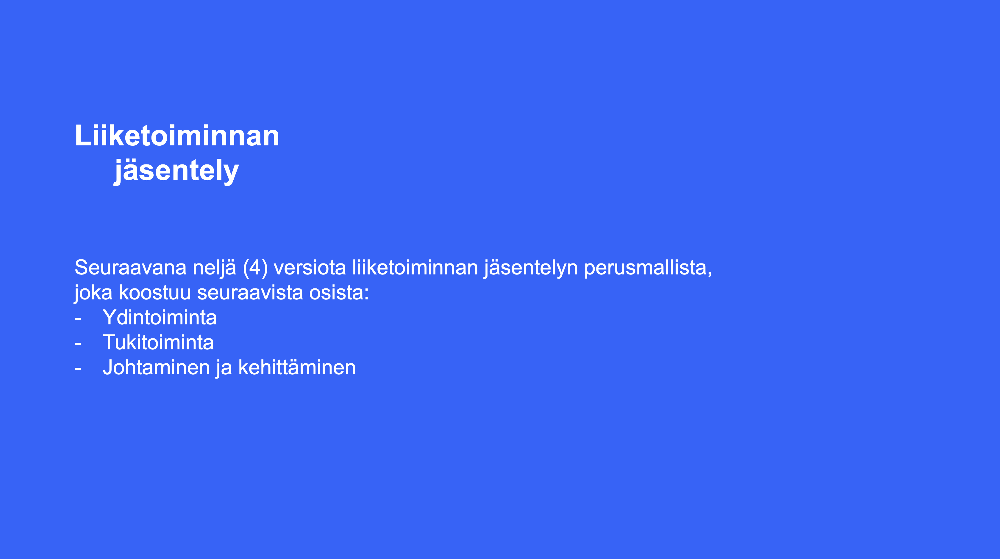 Liiketoiminnan
jäsentely
Seuraavana neljä (4) versiota liiketoiminnan jäsentelyn perusmallista,
joka koostuu seuraavista osista:
- Ydintoiminta
- Tukitoiminta
- Johtaminen ja kehittäminen